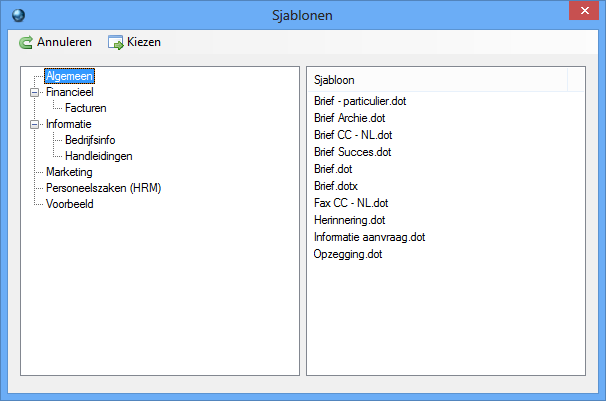 Sjablonen
Annuleren Kiezen
Algemeen
Financieel
Facturen
Informatie
Bedrijfsinfo
Handleidingen
Marketing
Personeelszaken (HRM)
Voorbeeld
Sjabloon
Brief - particulier.dot
Brief Archie.dot
Brief CC - NL.dot
Brief Succes.dot
Brief.dot
Brief.dotx
Fax CC - NL.dot
Herinnering.dot
Informatie aanvraag.dot
Opzegging.dot